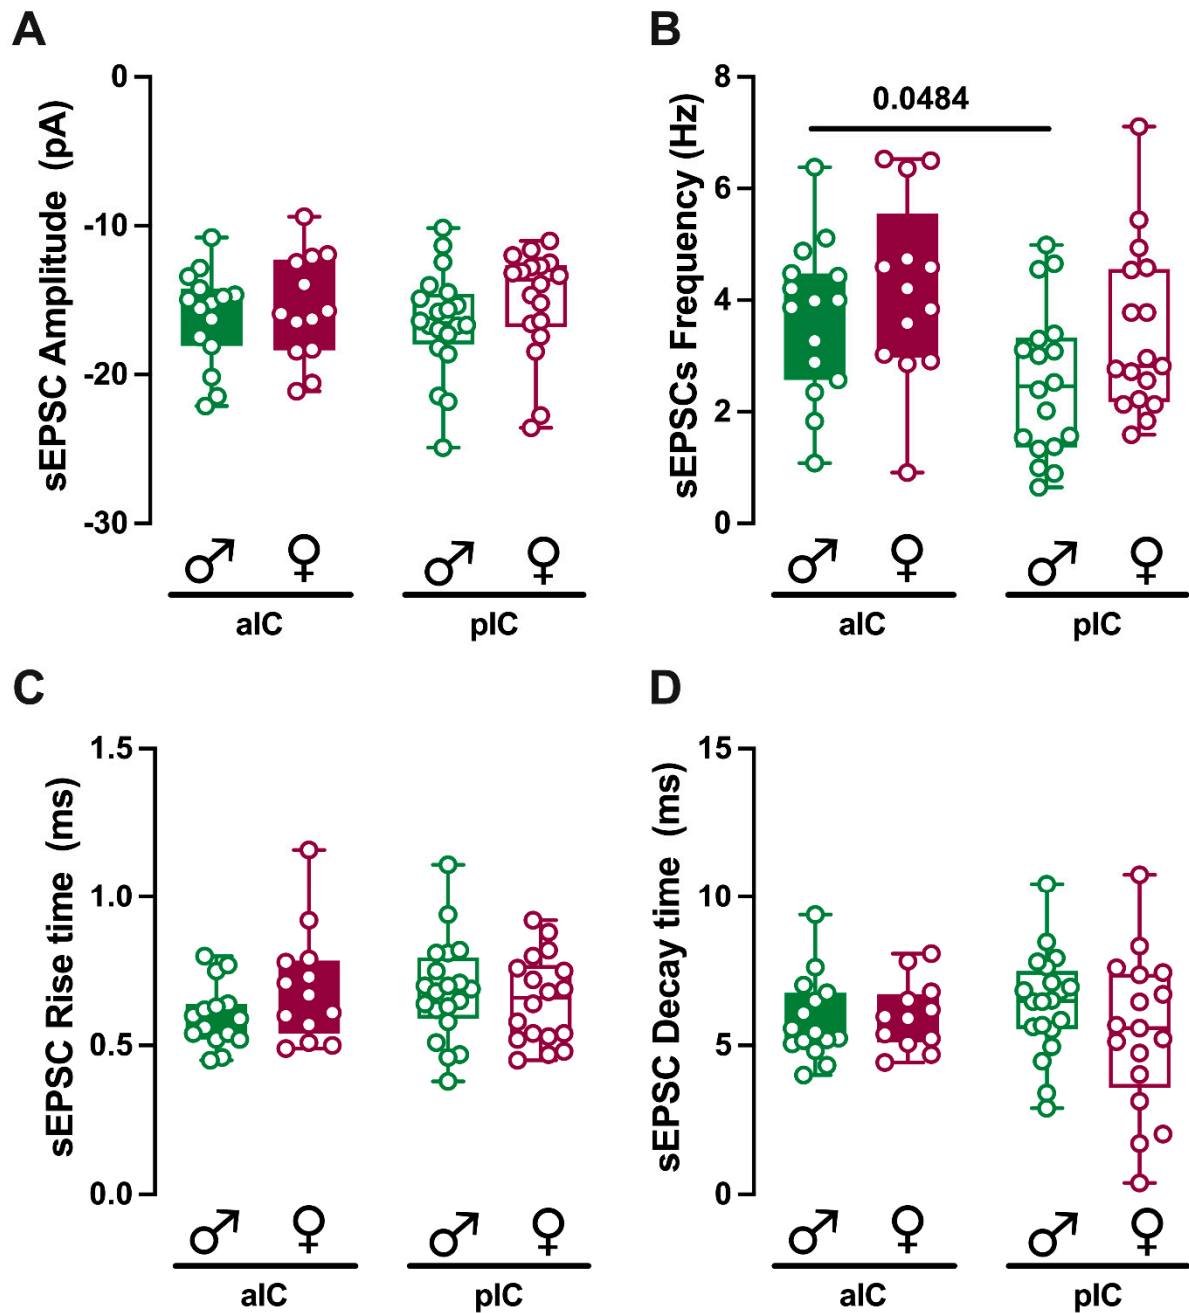 A
sEPSC Amplitude (pA)
0
-10
-20
-30
♂ ♀ ♂ ♀
aIC pIC
B
sEPSCs Frequency (Hz)
8
6
4
2
0
0.0484
♂ ♀ ♂ ♀
aIC pIC
C
sEPSC Rise time (ms)
1.5
1.0
0.5
0.0
♂ ♀ ♂ ♀
aIC pIC
D
sEPSC Decay time (ms)
15
10
5
0
♂ ♀ ♂ ♀
aIC pIC